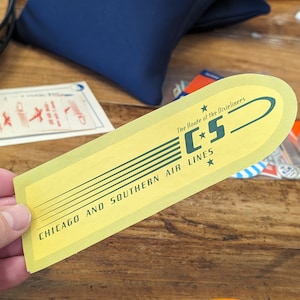 The Route of the Dixieliners
C★S
CHICAGO AND SOUTHERN AIR LINES